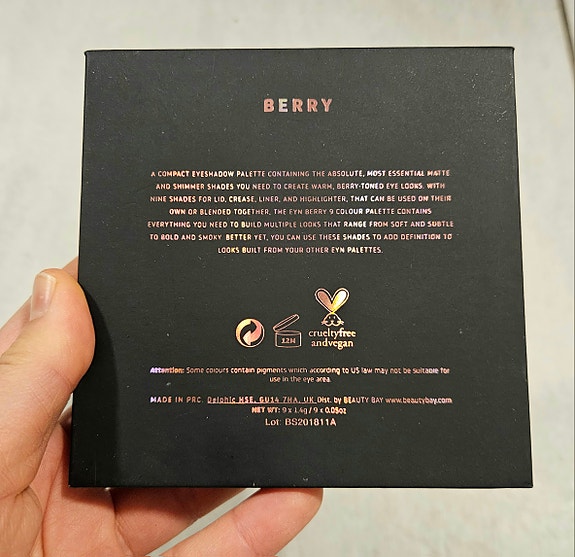 BERRY
A COMPACT EYESHADOW PALETTE CONTAINING THE ABSOLUTE, MOST ESSENTIAL MATTE
AND SHIMMER SHADES YOU NEED TO CREATE WARM, BERRY-TONED EYE LOOKS. WITH
NINE SHADES FOR LID, CREASE, LINER, AND HIGHLIGHTER, THAT CAN BE USED ON THEIR
OWN OR BLENDED TOGETHER, THE EYN BERRY 9 COLOUR PALETTE CONTAINS
EVERYTHING YOU NEED TO BUILD MULTIPLE LOOKS THAT RANGE FROM SOFT AND SUBTLE
TO BOLD AND SMOKY. BETTER YET, YOU CAN USE THESE SHADES TO ADD DEFINITION TO
LOOKS BUILT FROM YOUR OTHER EYN PALETTES.
12M
crueltyfree
andvegan
Attention: Some colours contain pigments which according to US law may not be suitable for
use in the eye area.
MADE IN PRC. Delphic HSE, GU14 7HA, UK Dist. by BEAUTY BAY www.beautybay.com
NET WT: 9 x 1.4g / 9 x 0.05oz
Lot: BS201811A